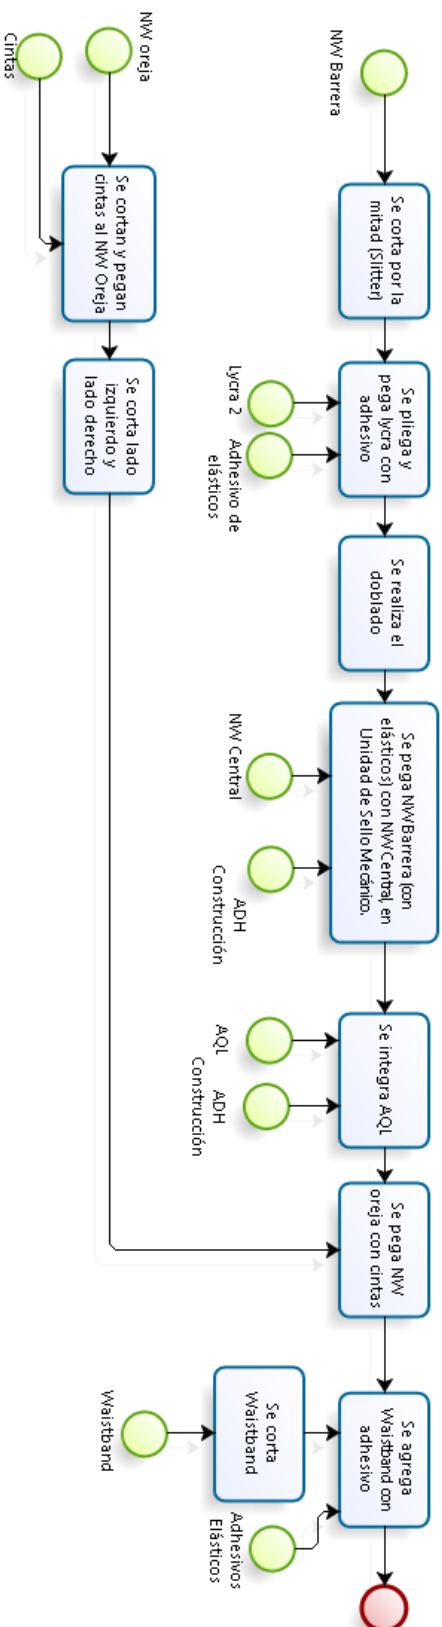 NW Barrera
Se corta por la
mitad (Slitter)
Se pliega y
pega lycra con
adhesivo
Lycra 2
Adhesivo de
elásticos
Se realiza el
doblado
Se pega NW Barrera (con
elásticos) con NW Central, en
Unidad de Sello Mecánico.
NW Central
ADH
Construcción
Se integra AQL
AQL
ADH
Construcción
Se pega NW
oreja con cintas
Se agrega
Waistband con
adhesivo
Se corta
Waistband
Waistband
Adhesivos
Elásticos
NW oreja
Cintas
Se cortan y pegan
cintas al NW Oreja
Se corta lado
izquierdo y
lado derecho